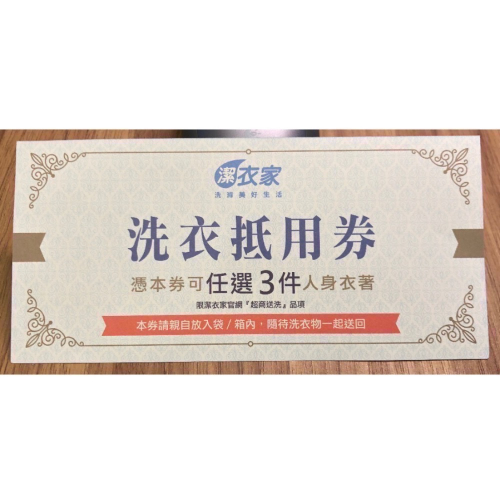 潔衣家
洗滌美好生活
洗衣抵用券
憑本券可任選3件人身衣著
限潔衣家官網『超商送洗』品項
本券請親自放入袋/箱內，隨待洗衣物一起送回